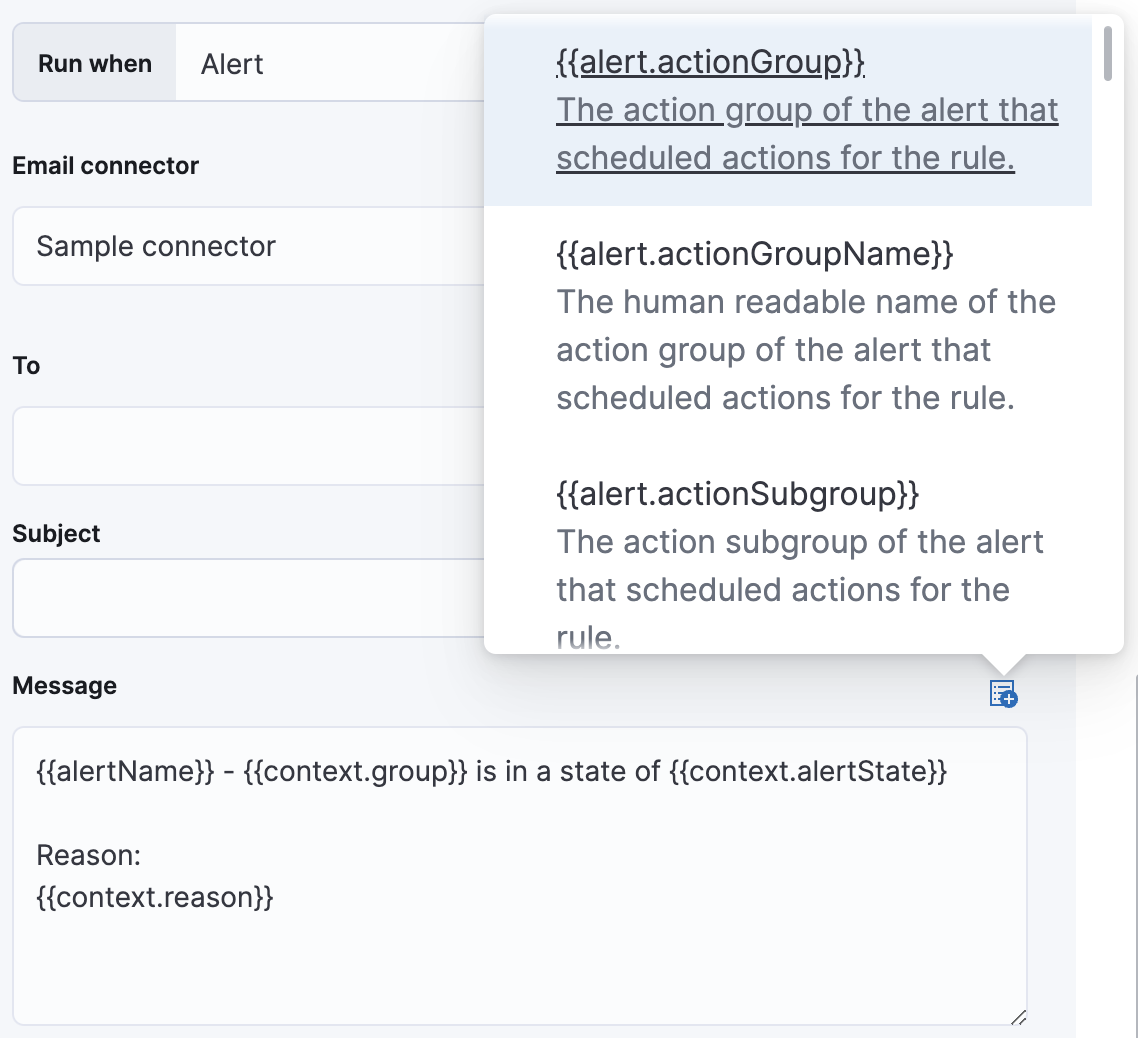 Run when
Alert
Email connector
Sample connector
To
Subject
Message
{{alertName}} - {{context.group}} is in a state of {{context.alertState}}
Reason:
{{context.reason}}
{{alert.actionGroup}}
The action group of the alert that
scheduled actions for the rule.
{{alert.actionGroupName}}
The human readable name of the
action group of the alert that
scheduled actions for the rule.
{{alert.actionSubgroup}}
The action subgroup of the alert
that scheduled actions for the
rule.